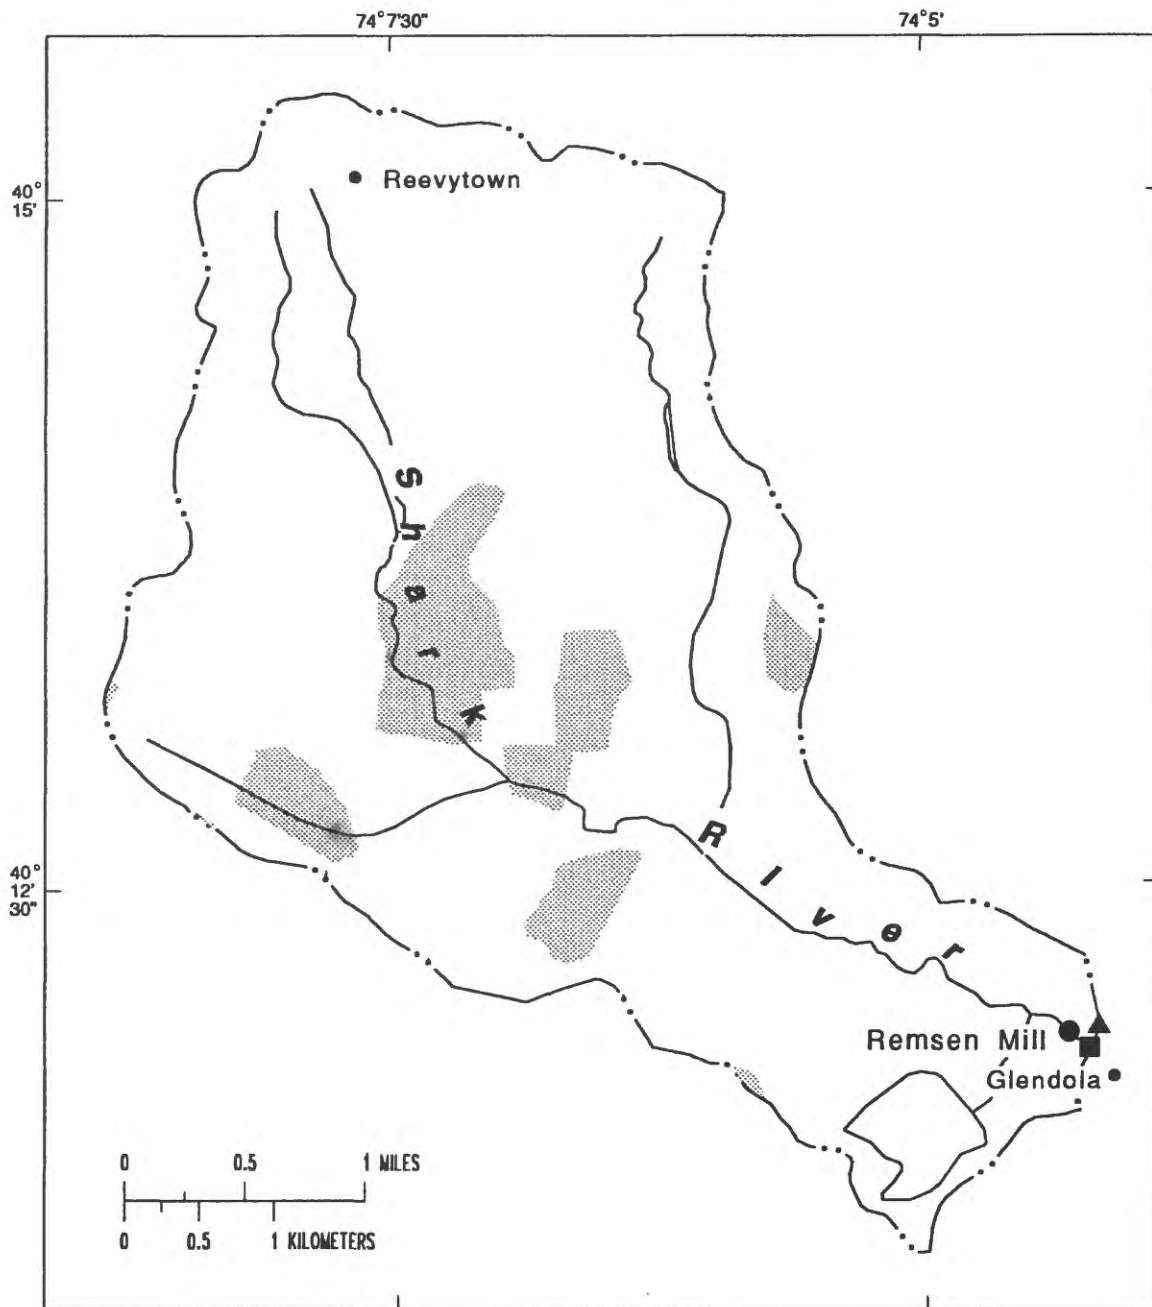 74°7'30"
74°5'
40°
15'
Reevytown
Shark
River
40°
12'
30"
Remsen Mill
Glendola
0 0.5 1 MILES
0 0.5 1 KILOMETERS